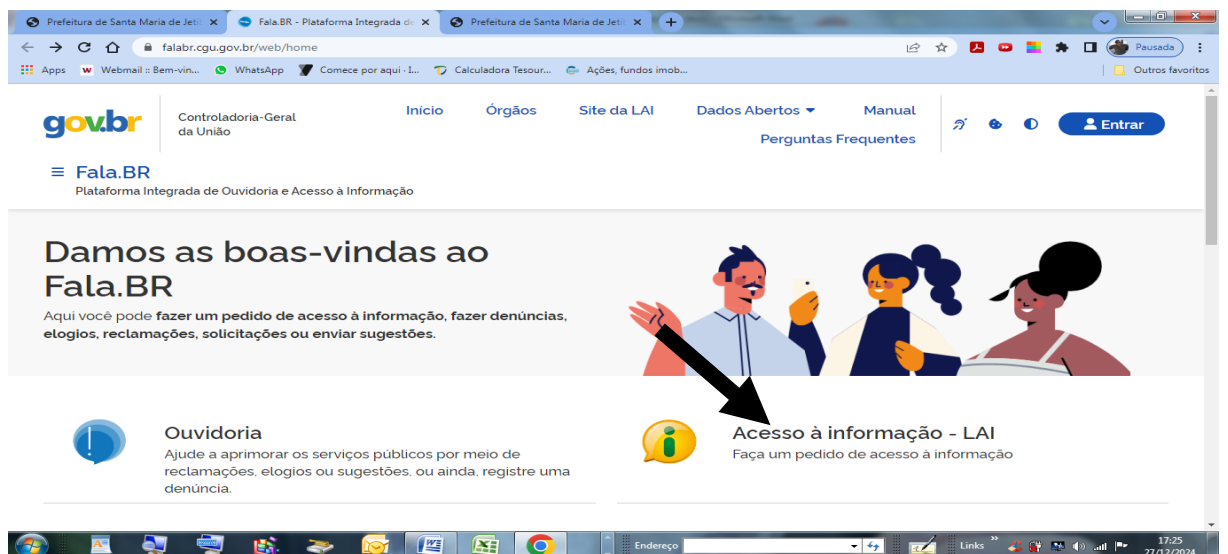 Prefeitura de Santa Maria de Jeti
Fala.BR - Plataforma Integrada d
Prefeitura de Santa Maria de Jeti
falabr.cgu.gov.br/web/home
Pausada
Apps
Webmail :: Bem-vin...
WhatsApp
Comece por aqui · I...
Calculadora Tesour...
Ações, fundos imob...
Outros favoritos
gov.br
Controladoria-Geral
da União
Início
Órgãos
Site da LAI
Dados Abertos
Manual
Perguntas Frequentes
Entrar
Fala.BR
Plataforma Integrada de Ouvidoria e Acesso à Informação
Damos as boas-vindas ao
Fala.BR
Aqui você pode fazer um pedido de acesso à informação, fazer denúncias,
elogios, reclamações, solicitações ou enviar sugestões.
Ouvidoria
Ajude a aprimorar os serviços públicos por meio de
reclamações, elogios ou sugestões, ou ainda, registre uma
denúncia.
Acesso à informação - LAI
Faça um pedido de acesso à informação
Endereço
Links
17:25
27/12/2024